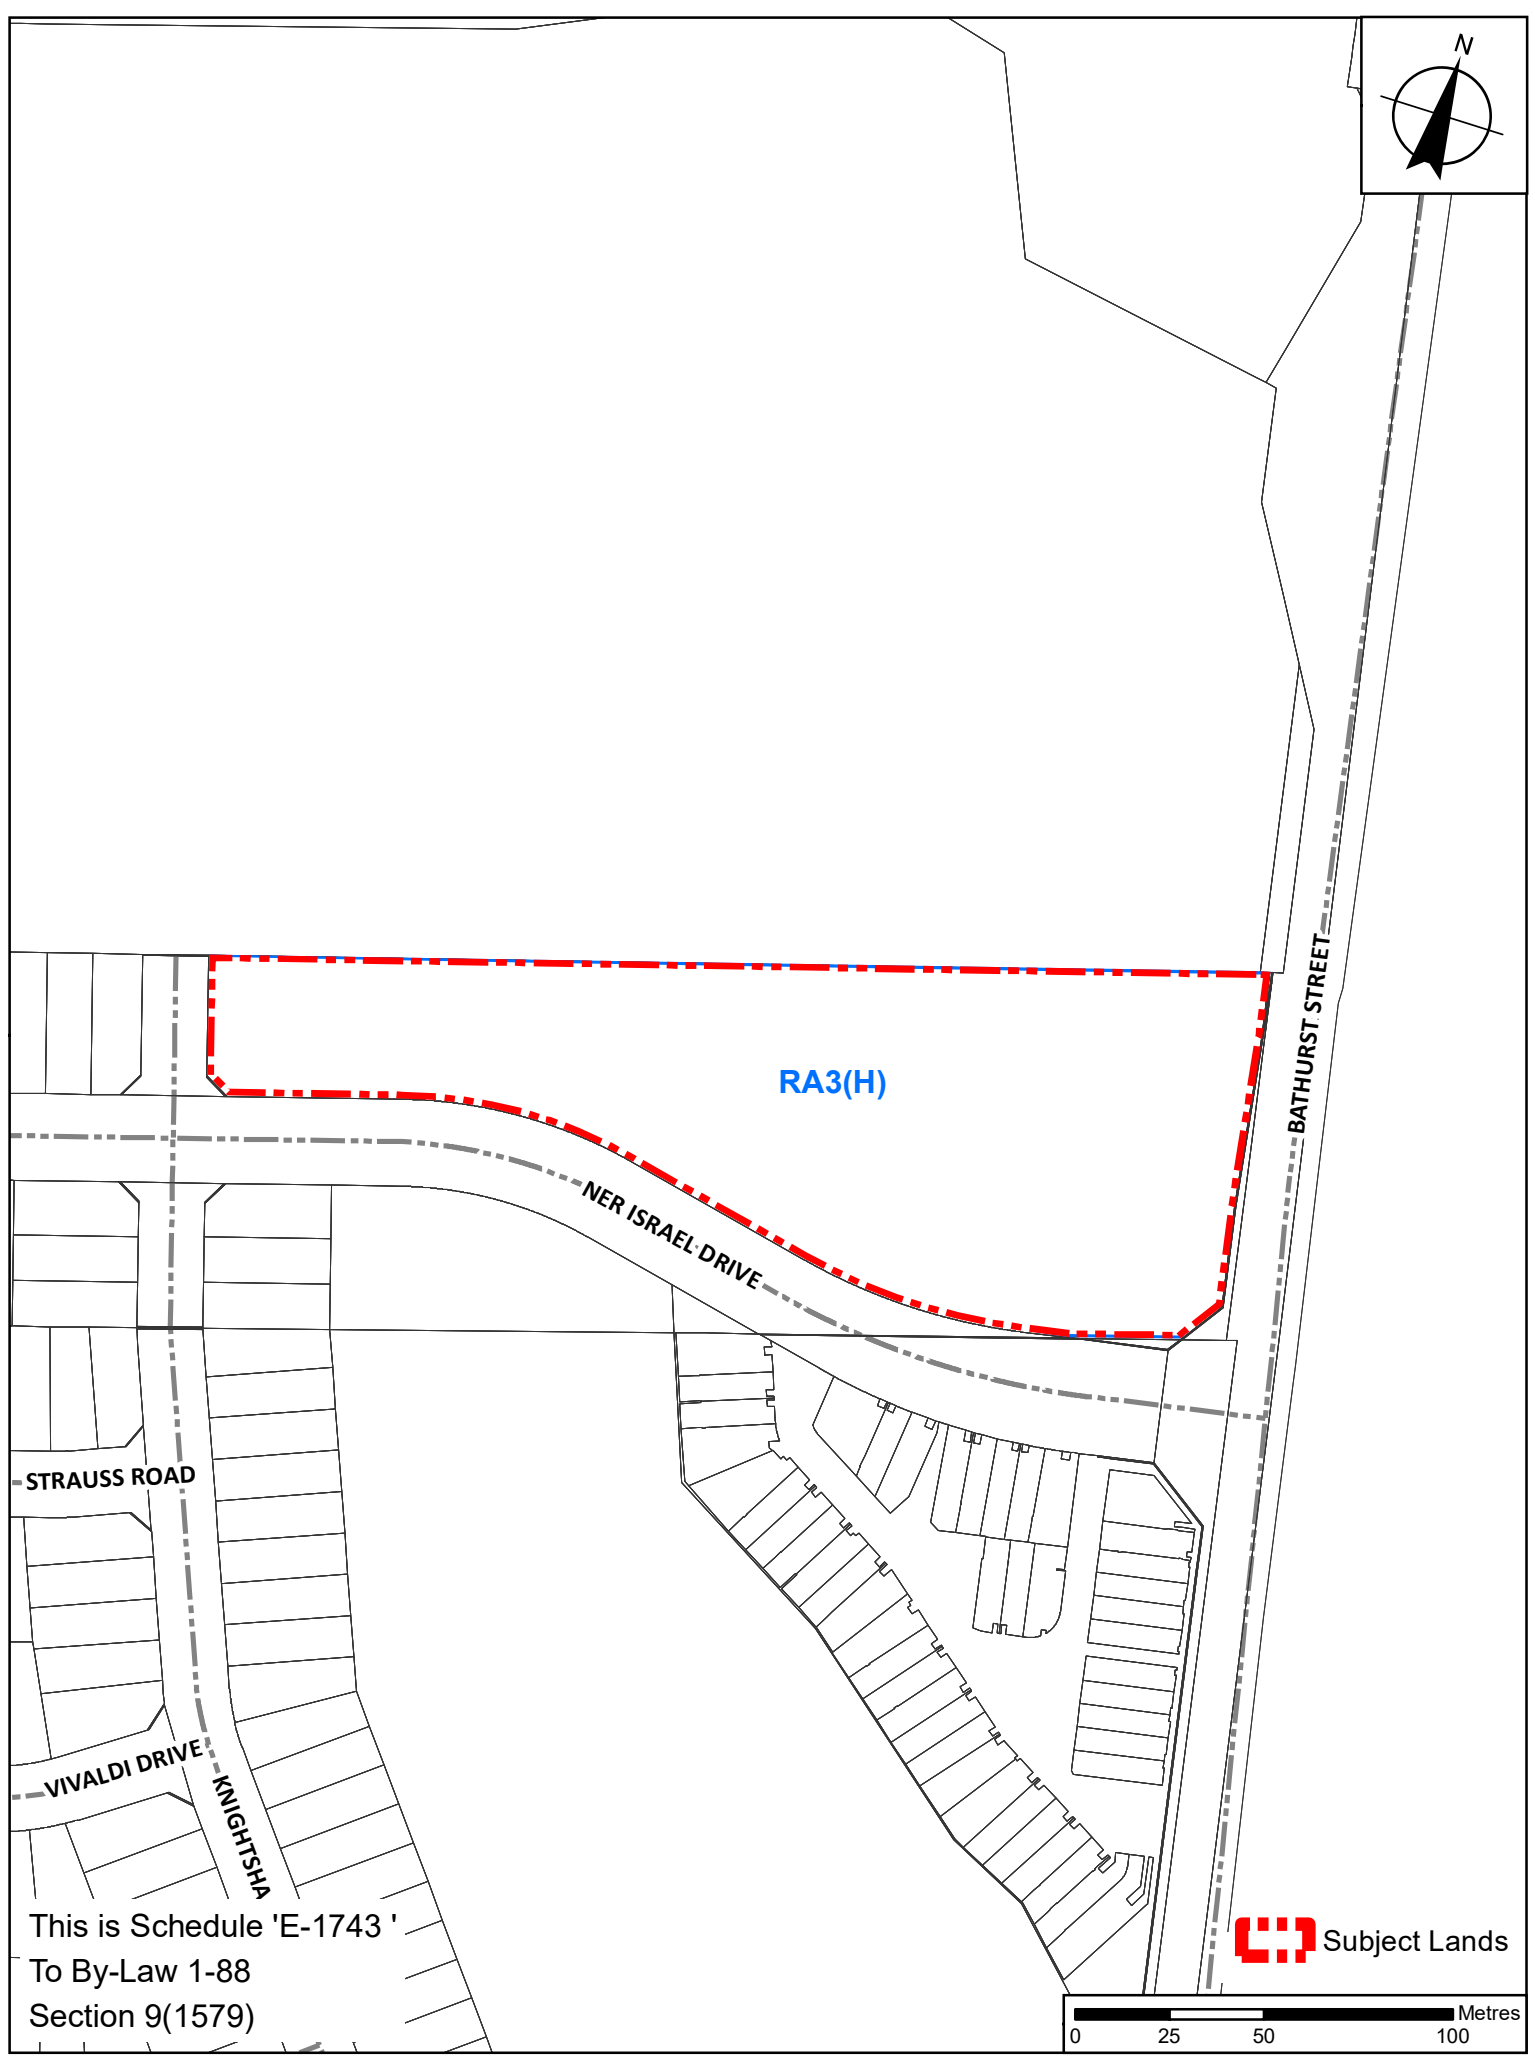 N
BATHURST STREET
RA3(H)
NER ISRAEL DRIVE
STRAUSS ROAD
VIVALDI DRIVE
KNIGHTSHA
This is Schedule 'E-1743 '
To By-Law 1-88
Section 9(1579)
Subject Lands
Metres
0 25 50 100